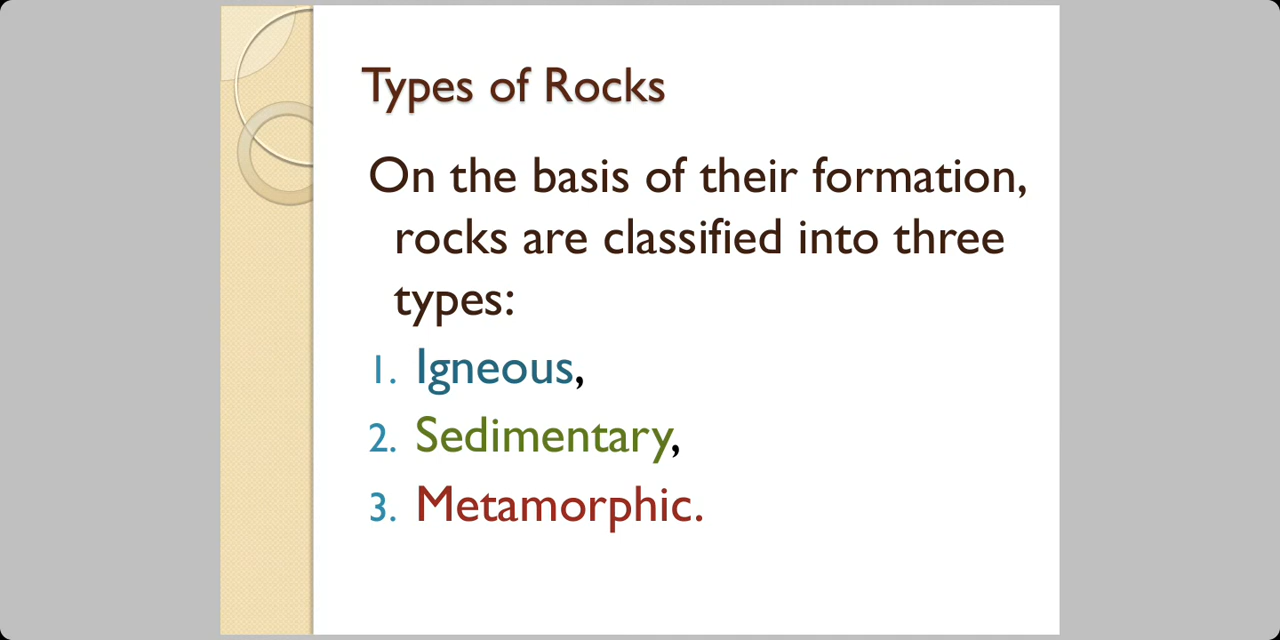 Types of Rocks
On the basis of their formation,
rocks are classified into three
types:
1. Igneous,
2. Sedimentary,
3. Metamorphic.